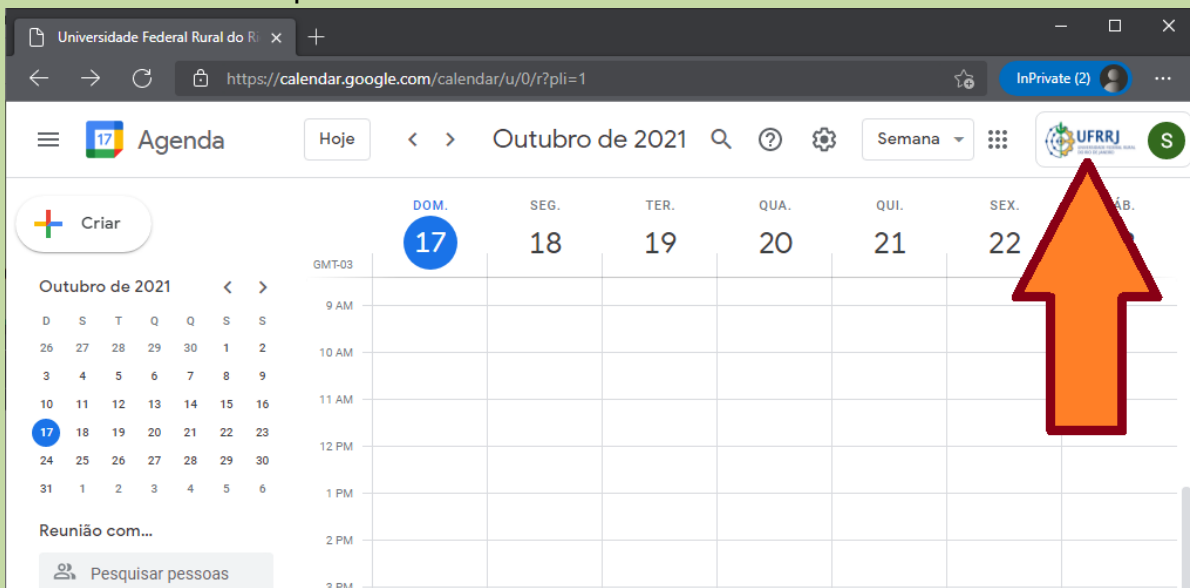 Universidade Federal Rural do Ri
https://calendar.google.com/calendar/u/0/r?pli=1
InPrivate (2)
17 Agenda Hoje Outubro de 2021 Semana UFRRJ S
Criar
DOM. SEG. TER. QUA. QUI. SEX. ÁB.
17 18 19 20 21 22
GMT-03
Outubro de 2021
D S T Q Q S S
26 27 28 29 30 1 2
3 4 5 6 7 8 9
10 11 12 13 14 15 16
17 18 19 20 21 22 23
24 25 26 27 28 29 30
31 1 2 3 4 5 6
Reunião com...
Pesquisar pessoas
9 AM
10 AM
11 AM
12 PM
1 PM
2 PM
3 PM